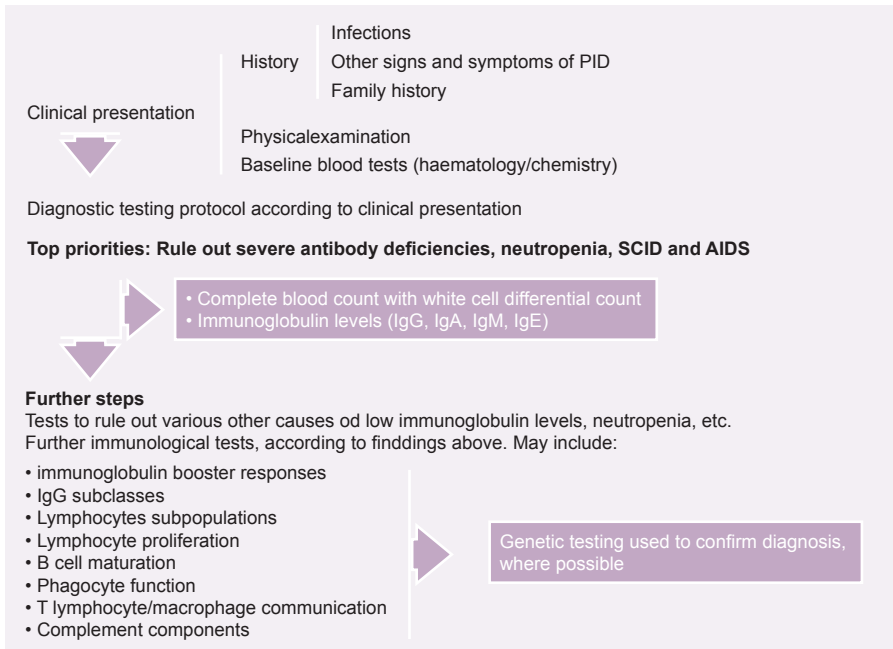 Infections
History
Other signs and symptoms of PID
Family history
Clinical presentation
Physicalexamination
Baseline blood tests (haematology/chemistry)
Diagnostic testing protocol according to clinical presentation
Top priorities: Rule out severe antibody deficiencies, neutropenia, SCID and AIDS
• Complete blood count with white cell differential count
• Immunoglobulin levels (IgG, IgA, IgM, IgE)
Further steps
Tests to rule out various other causes od low immunoglobulin levels, neutropenia, etc.
Further immunological tests, according to finddings above. May include:
• immunoglobulin booster responses
• IgG subclasses
• Lymphocytes subpopulations
• Lymphocyte proliferation
• B cell maturation
• Phagocyte function
• T lymphocyte/macrophage communication
• Complement components
Genetic testing used to confirm diagnosis,
where possible